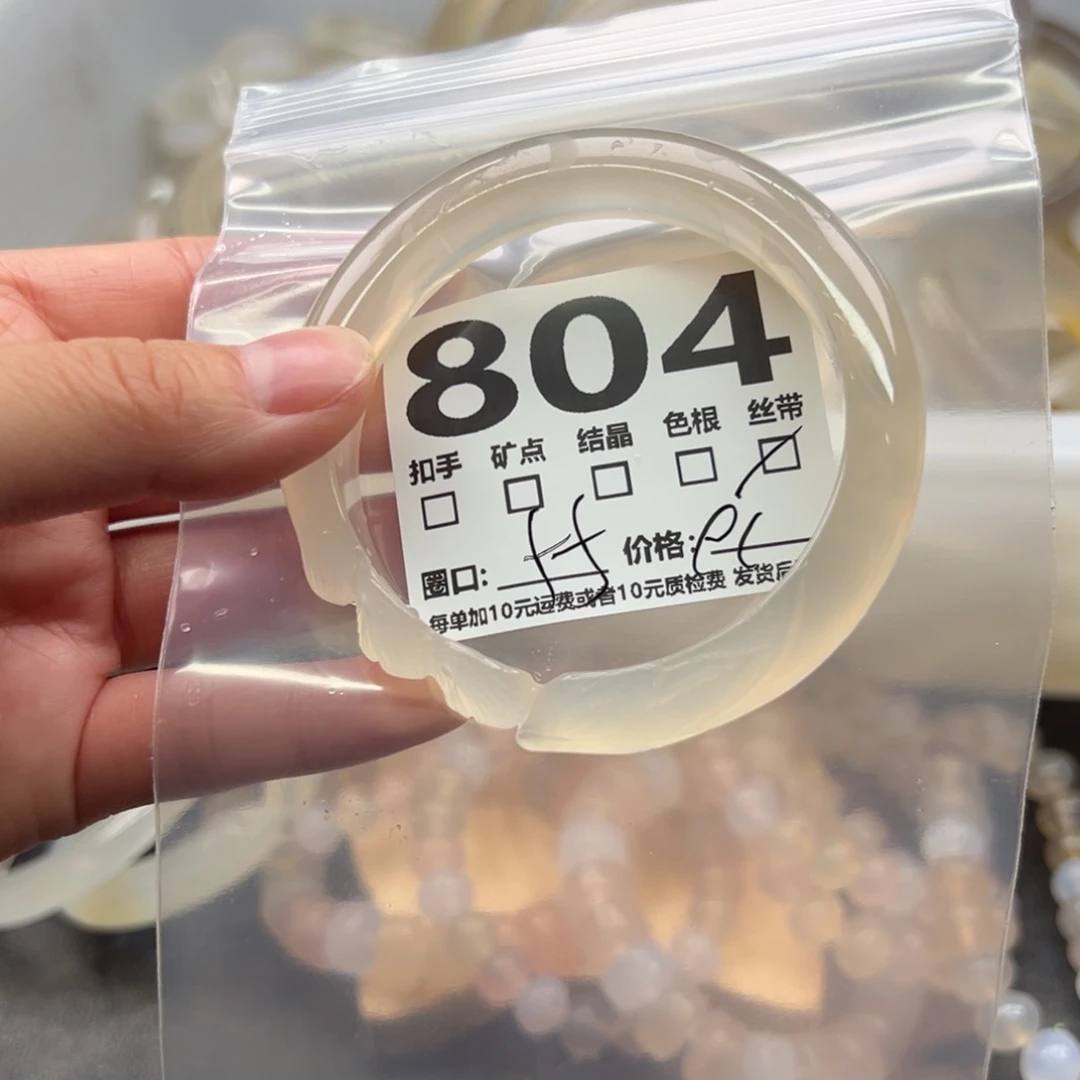 804
扣手 矿点 结晶 色根 丝带
圈口: 价格:
每单加10元运费或者10元质检费 发货后